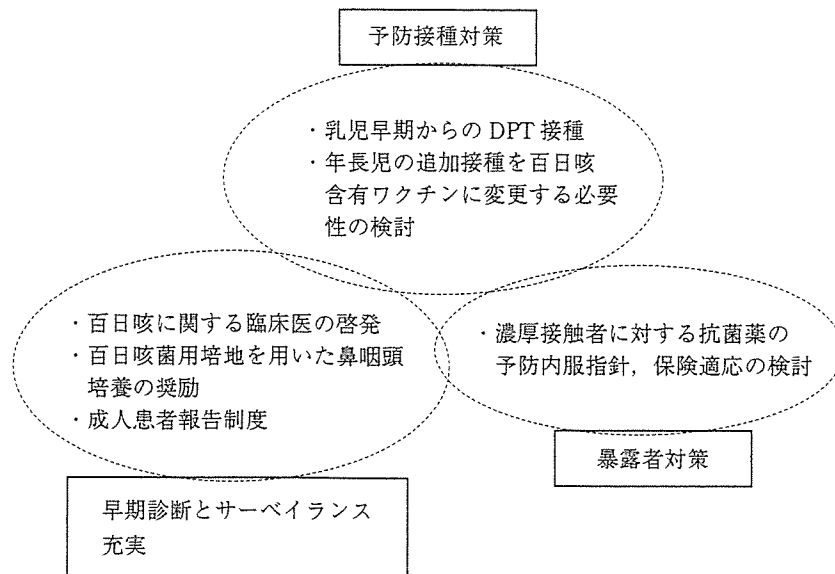 予防接種対策
・乳児早期からの DPT 接種
・年長児の追加接種を百日咳
含有ワクチンに変更する必要
性の検討
・百日咳に関する臨床医の啓発
・百日咳菌用培地を用いた鼻咽頭
培養の奨励
・成人患者報告制度
・濃厚接触者に対する抗菌薬の
予防内服指針，保険適応の検討
暴露者対策
早期診断とサーベイランス
充実